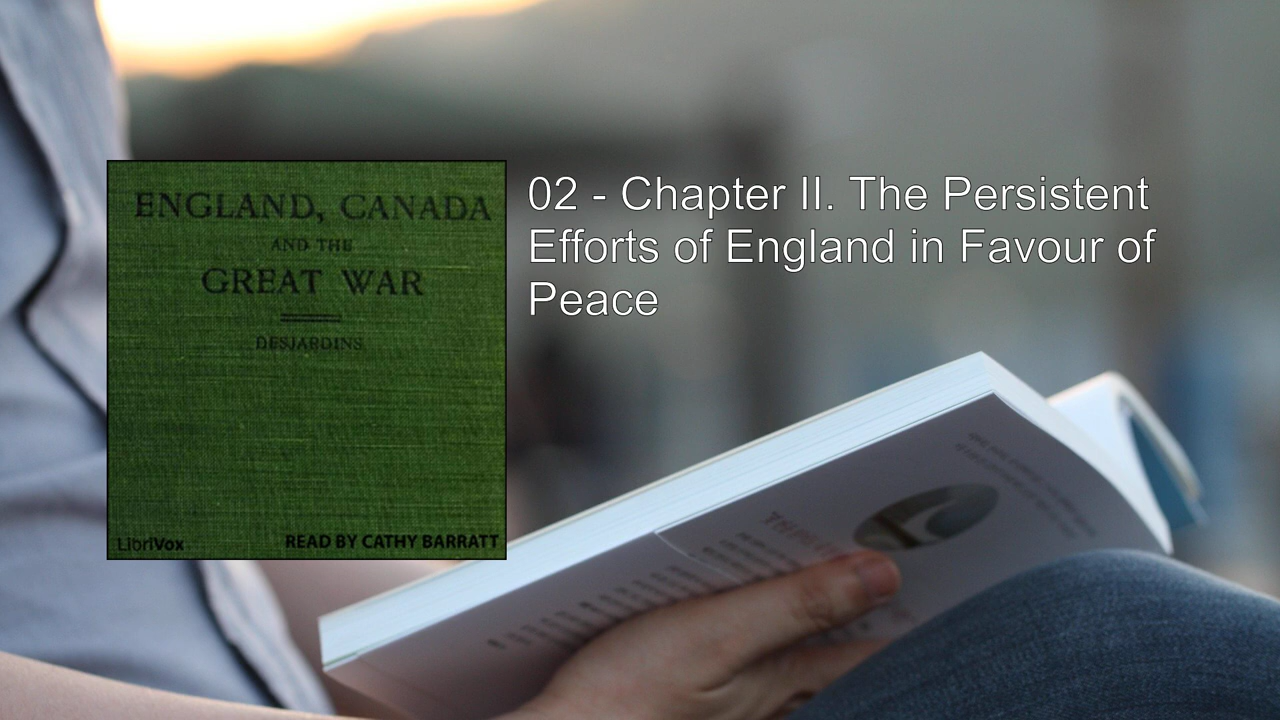 ENGLAND, CANADA
AND THE
GREAT WAR
DESJARDINS
LibriVox
READ BY CATHY BARRATT
02 - Chapter II. The Persistent
Efforts of England in Favour of
Peace